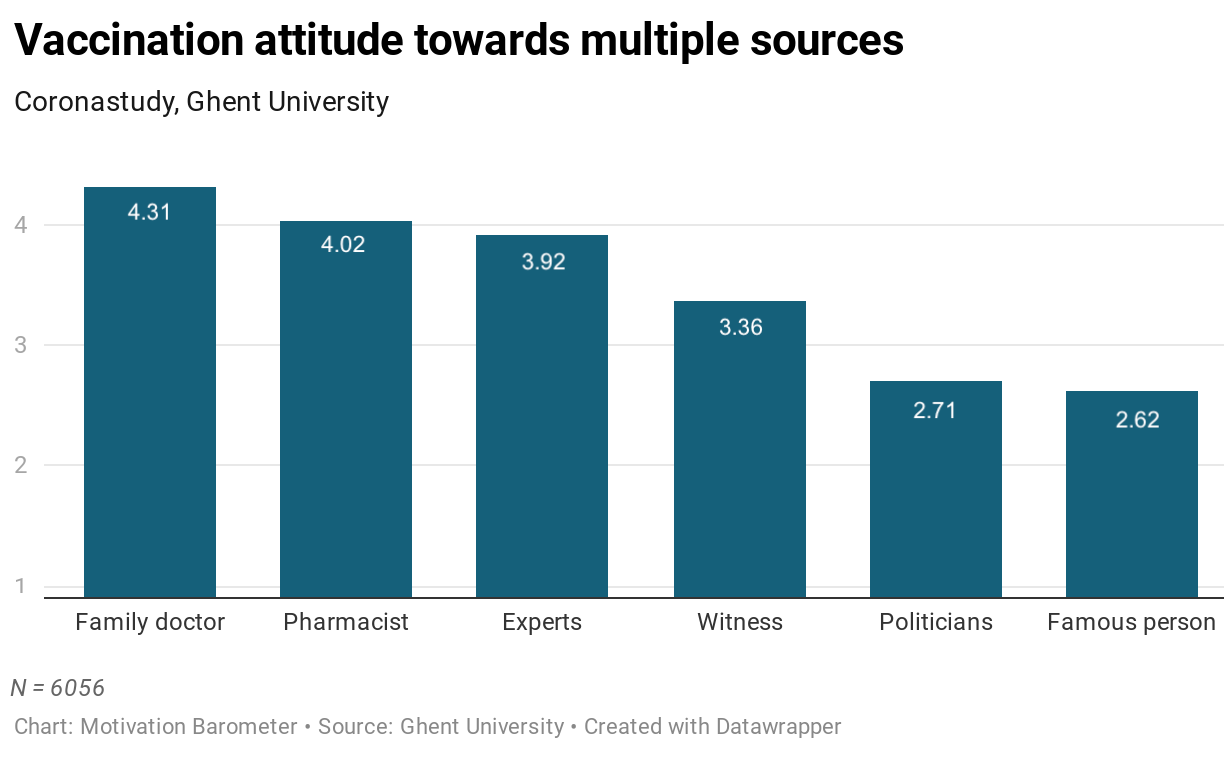 Vaccination attitude towards multiple sources
Coronastudy, Ghent University
4.31
4.02
3.92
3.36
2.71
2.62
4
3
2
1
Family doctor
Pharmacist
Experts
Witness
Politicians
Famous person
N = 6056
Chart: Motivation Barometer • Source: Ghent University • Created with Datawrapper